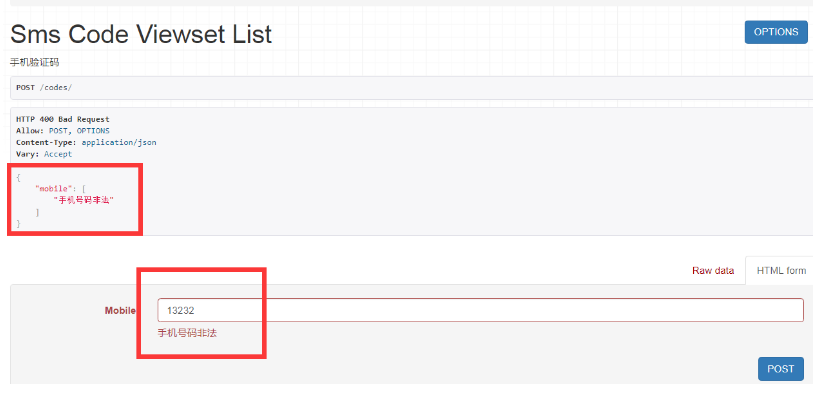 Sms Code Viewset List
OPTIONS
手机验证码
POST /codes/
HTTP 400 Bad Request
Allow: POST, OPTIONS
Content-Type: application/json
Vary: Accept
{
"mobile": [
"手机号码非法"
]
}
Raw data
HTML form
Mobile
13232
手机号码非法
POST